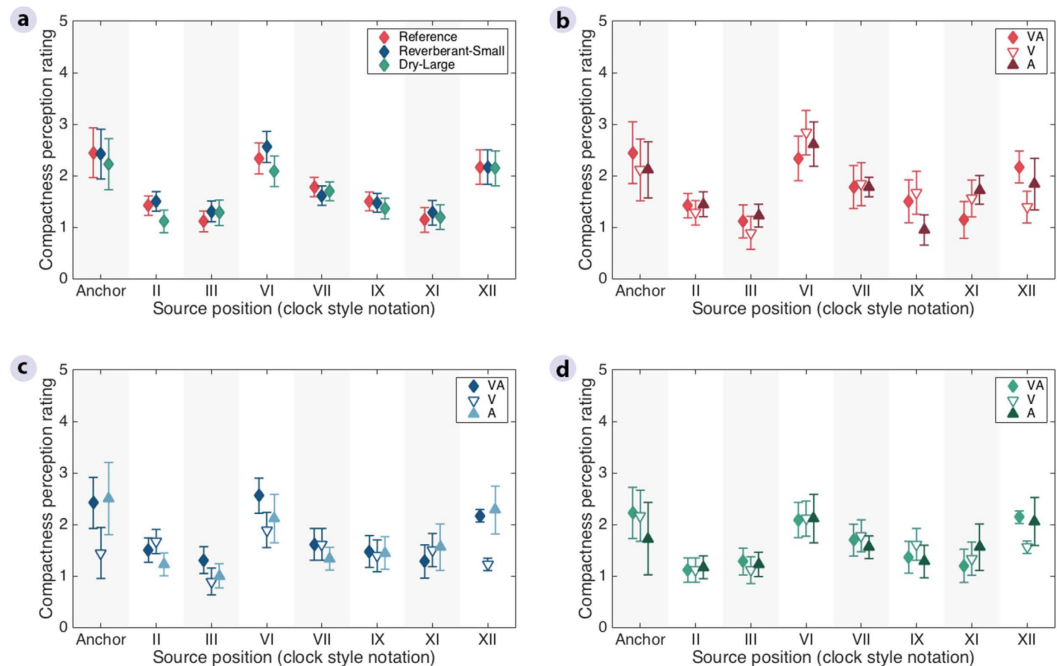 a
5
4
3
2
1
0
Compactness perception rating
Reference
Reverberant-Small
Dry-Large
Anchor II III VI VII IX XI XII
Source position (clock style notation)
b
5
4
3
2
1
0
Compactness perception rating
VA
V
A
Anchor II III VI VII IX XI XII
Source position (clock style notation)
c
5
4
3
2
1
0
Compactness perception rating
VA
V
A
Anchor II III VI VII IX XI XII
Source position (clock style notation)
d
5
4
3
2
1
0
Compactness perception rating
VA
V
A
Anchor II III VI VII IX XI XII
Source position (clock style notation)